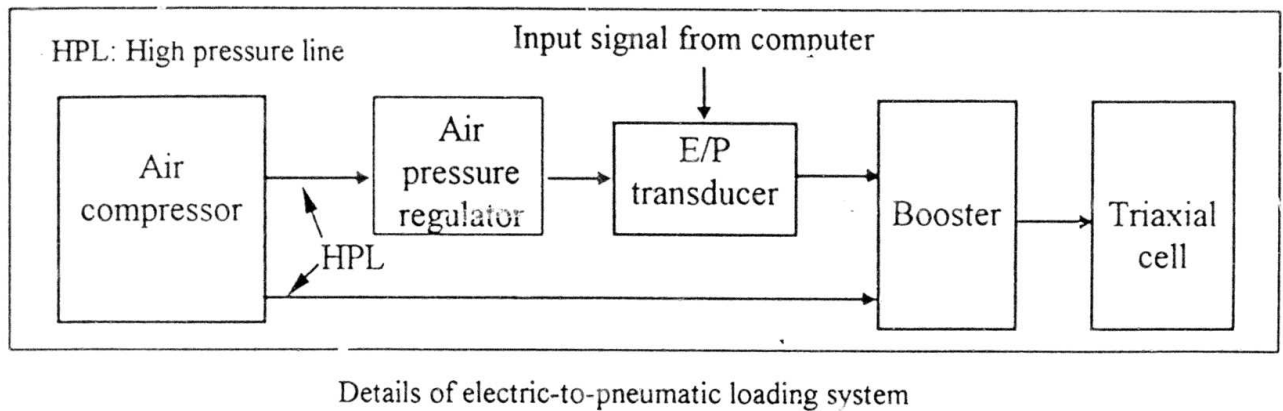 HPL: High pressure line
Input signal from computer
Air
compressor
Air
pressure
regulator
E/P
transducer
Booster
Triaxial
cell
HPL
Details of electric-to-pneumatic loading system